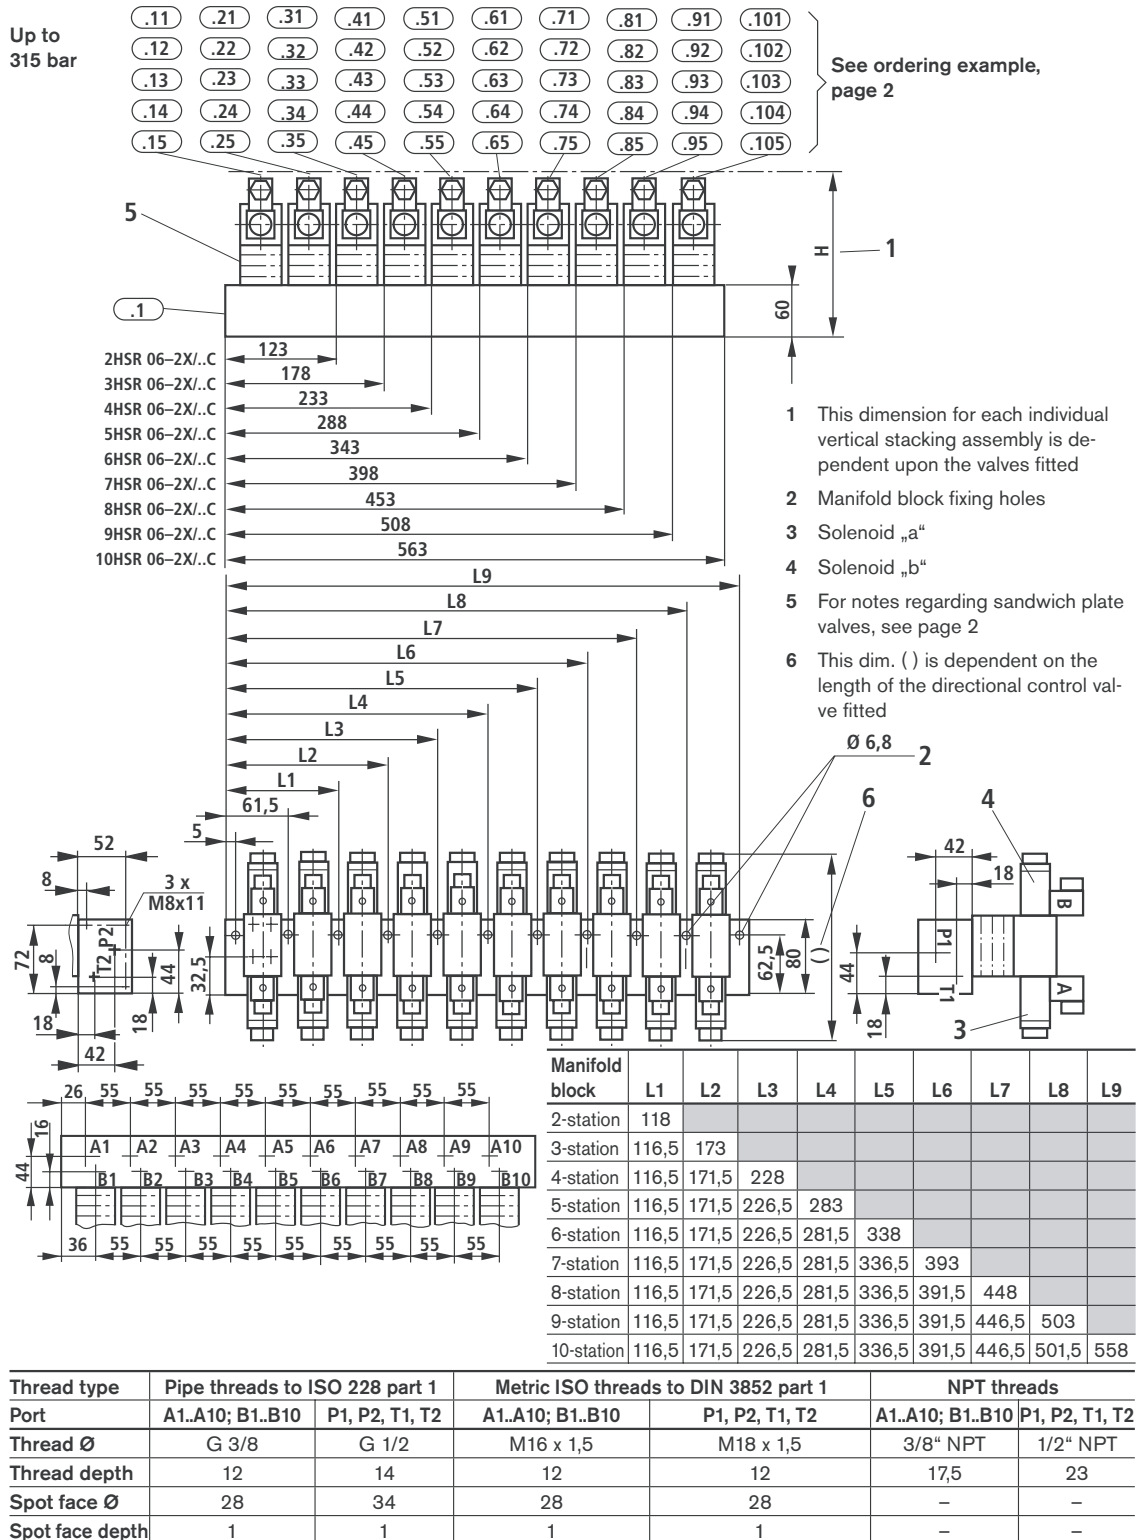 Up to
315 bar
.11 .21 .31 .41 .51 .61 .71 .81 .91 .101
.12 .22 .32 .42 .52 .62 .72 .82 .92 .102
.13 .23 .33 .43 .53 .63 .73 .83 .93 .103
.14 .24 .34 .44 .54 .64 .74 .84 .94 .104
.15 .25 .35 .45 .55 .65 .75 .85 .95 .105
See ordering example,
page 2
5
1
H
60
.1
2HSR 06–2X/..C 123
3HSR 06–2X/..C 178
4HSR 06–2X/..C 233
5HSR 06–2X/..C 288
6HSR 06–2X/..C 343
7HSR 06–2X/..C 398
8HSR 06–2X/..C 453
9HSR 06–2X/..C 508
10HSR 06–2X/..C 563
1 This dimension for each individual
vertical stacking assembly is de-
pendent upon the valves fitted
2 Manifold block fixing holes
3 Solenoid „a“
4 Solenoid „b“
5 For notes regarding sandwich plate
valves, see page 2
6 This dim. ( ) is dependent on the
length of the directional control val-
ve fitted
L9
L8
L7
L6
L5
L4
L3
L2
L1
61,5
5
Ø 6,8 2
6
4
52
8
3 x
M8x11
72
8
T2 P2
44
18
18
42
32,5
62,5
80
( )
42
18
B
P1
44
T1
A
18
3
26 55 55 55 55 55 55 55 55 55
16
44
A1 A2 A3 A4 A5 A6 A7 A8 A9 A10
B1 B2 B3 B4 B5 B6 B7 B8 B9 B10
36 55 55 55 55 55 55 55 55 55
Manifold
block L1 L2 L3 L4 L5 L6 L7 L8 L9
2-station 118
3-station 116,5 173
4-station 116,5 171,5 228
5-station 116,5 171,5 226,5 283
6-station 116,5 171,5 226,5 281,5 338
7-station 116,5 171,5 226,5 281,5 336,5 393
8-station 116,5 171,5 226,5 281,5 336,5 391,5 448
9-station 116,5 171,5 226,5 281,5 336,5 391,5 446,5 503
10-station 116,5 171,5 226,5 281,5 336,5 391,5 446,5 501,5 558
Thread type Pipe threads to ISO 228 part 1 Metric ISO threads to DIN 3852 part 1 NPT threads
Port A1..A10; B1..B10 P1, P2, T1, T2 A1..A10; B1..B10 P1, P2, T1, T2 A1..A10; B1..B10 P1, P2, T1, T2
Thread Ø G 3/8 G 1/2 M16 x 1,5 M18 x 1,5 3/8“ NPT 1/2“ NPT
Thread depth 12 14 12 12 17,5 23
Spot face Ø 28 34 28 28 – –
Spot face depth 1 1 1 1 – –